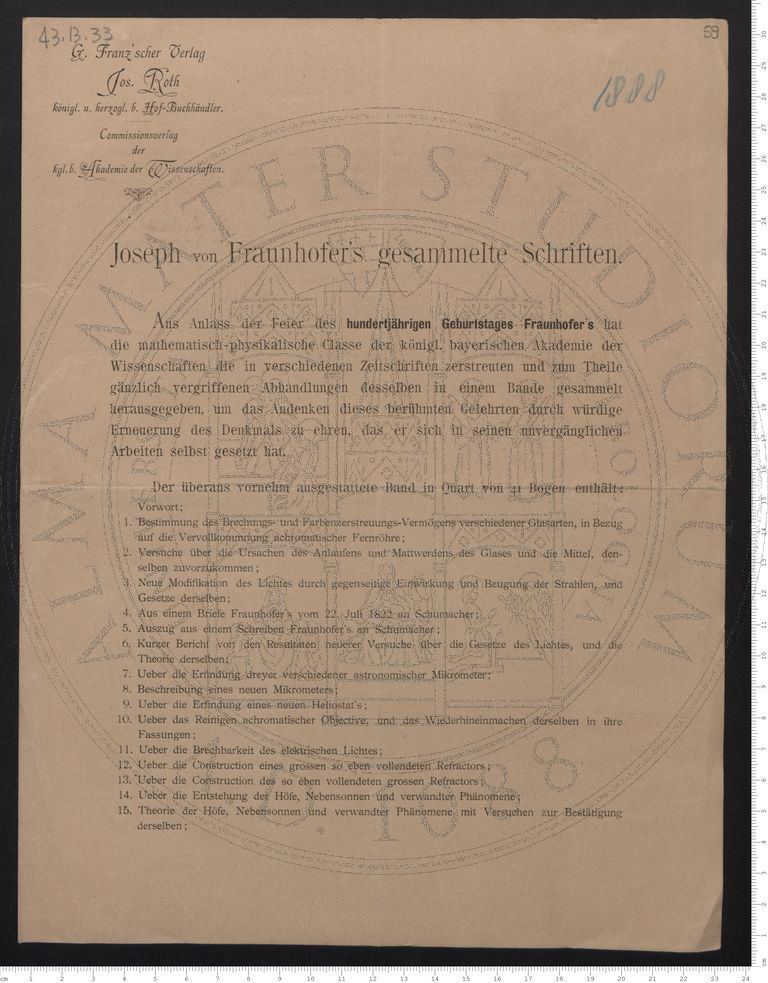 43.13.33
59
G. Franz'scher Verlag
Jos. Roth
königl. u. herzogl. b. Hof-Buchhändler.
Commissionsverlag
der
kgl. b. Akademie der Wissenschaften.
1888
Joseph von Fraunhofer's gesammelte Schriften.
Aus Anlass der Feier des hundertjährigen Geburtstages Fraunhofer's hat
die mathematisch-physikalische Classe der königl. bayerischen Akademie der
Wissenschaften die in verschiedenen Zeitschriften zerstreuten und zum Theile
gänzlich vergriffenen Abhandlungen desselben in einem Bande gesammelt
herausgegeben, um das Andenken dieses berühmten Gelehrten durch würdige
Erneuerung des Denkmals zu ehren, das er sich in seinen unvergänglichen
Arbeiten selbst gesetzt hat.
Der überaus vornehm ausgestattete Band in Quart von 41 Bogen enthält:
Vorwort;
1. Bestimmung des Brechungs- und Farbenzerstreuungs-Vermögens verschiedener Glasarten, in Bezug
auf die Vervollkommnung achromatischer Fernröhre;
2. Versuche über die Ursachen des Anlaufens und Mattwerdens des Glases und die Mittel, den-
selben zuvorzukommen;
3. Neue Modifikation des Lichtes durch gegenseitige Einwirkung und Beugung der Strahlen, und
Gesetze derselben;
4. Aus einem Briefe Fraunhofer's vom 22. Juli 1822 an Schumacher;
5. Auszug aus einem Schreiben Fraunhofer's an Schumacher;
6. Kurzer Bericht von den Resultaten neuerer Versuche über die Gesetze des Lichtes, und die
Theorie derselben;
7. Ueber die Erfindung dreyer verschiedener astronomischer Mikrometer;
8. Beschreibung eines neuen Mikrometers;
9. Ueber die Erfindung eines neuen Heliostat's;
10. Ueber das Reinigen achromatischer Objective, und das Wiederhineinmachen derselben in ihre
Fassungen;
11. Ueber die Brechbarkeit des elektrischen Lichtes;
12. Ueber die Construction eines grossen so eben vollendeten Refractors;
13. Ueber die Construction des so eben vollendeten grossen Refractors;
14. Ueber die Entstehung der Höfe, Nebensonnen und verwandter Phänomene;
15. Theorie der Höfe, Nebensonnen und verwandter Phänomene mit Versuchen zur Bestätigung
derselben;
ALMA MATER STUDIORUM
A.D. 1088